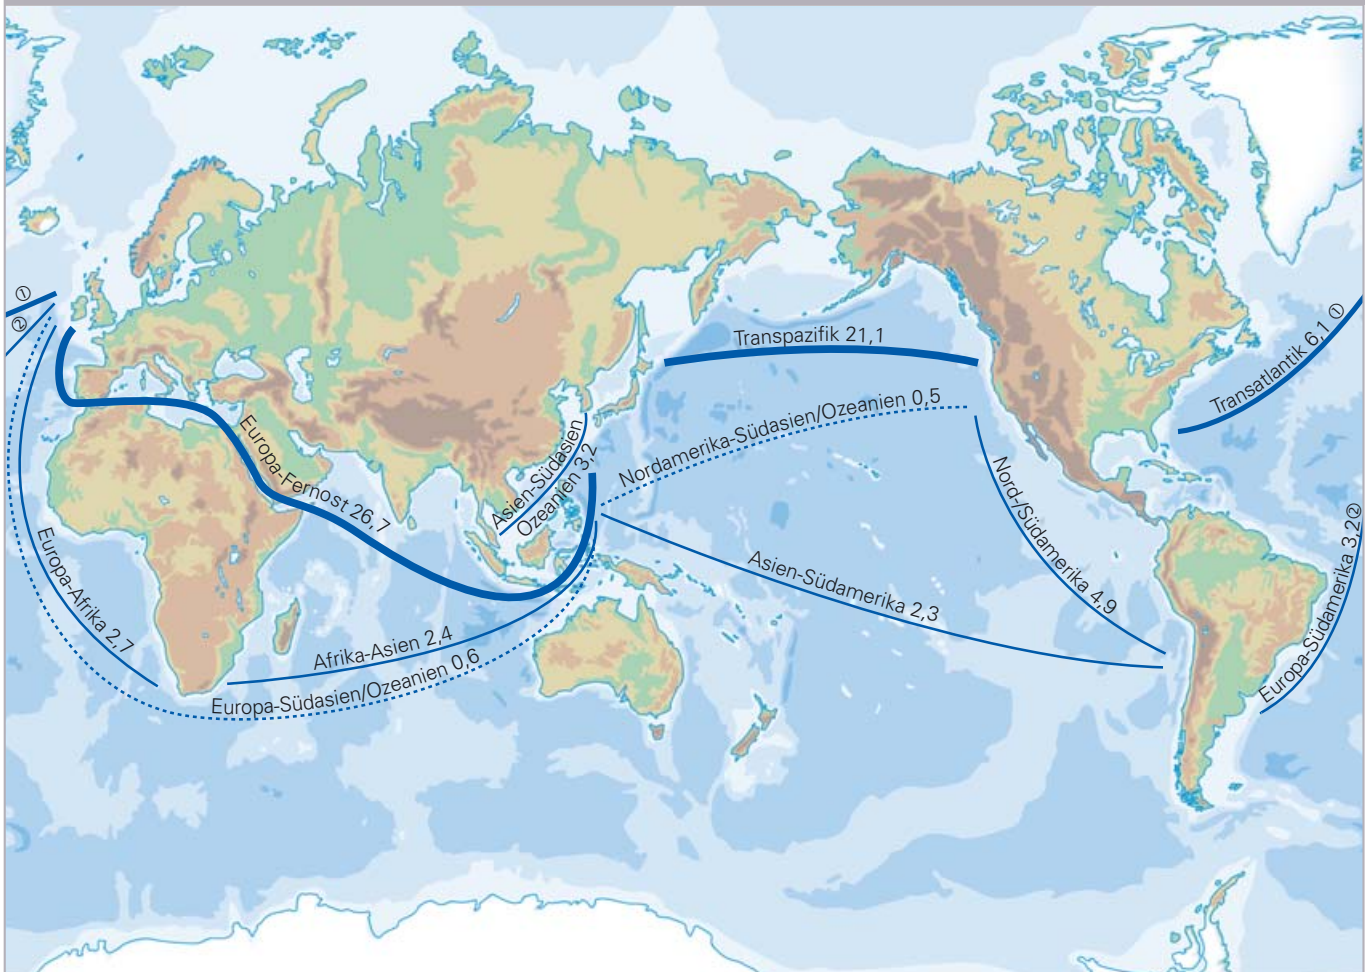 ①
②
Transpazifik 21,1
Transatlantik 6,1 ①
Nordamerika-Südasien/Ozeanien 0,5
Europa-Fernost 26,7
Asien-Südasien
Ozeanien 3,2
Nord/Südamerika 4,9
Europa-Südamerika 3,2②
Asien-Südamerika 2,3
Europa-Afrika 2,7
Afrika-Asien 2,4
Europa-Südasien/Ozeanien 0,6